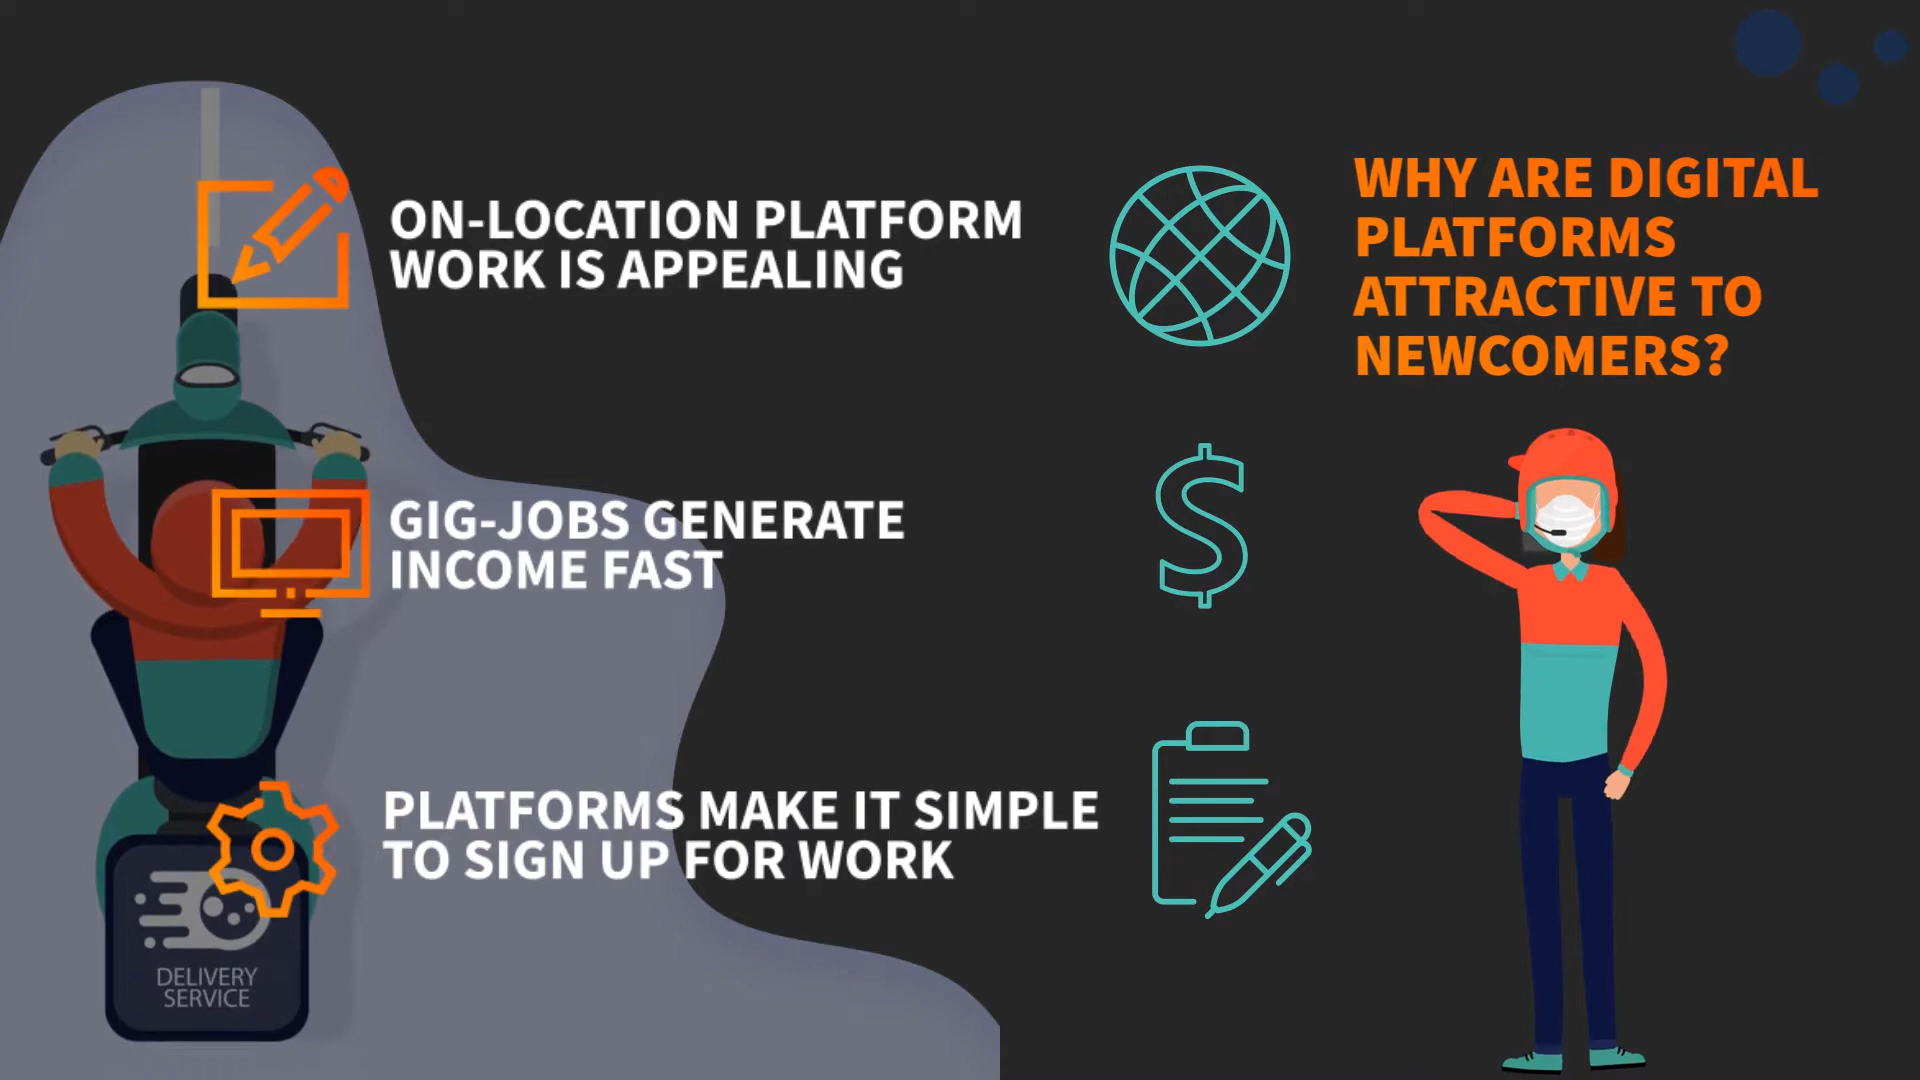 WHY ARE DIGITAL
PLATFORMS
ATTRACTIVE TO
NEWCOMERS?
ON-LOCATION PLATFORM
WORK IS APPEALING
GIG-JOBS GENERATE
INCOME FAST
PLATFORMS MAKE IT SIMPLE
TO SIGN UP FOR WORK
DELIVERY
SERVICE